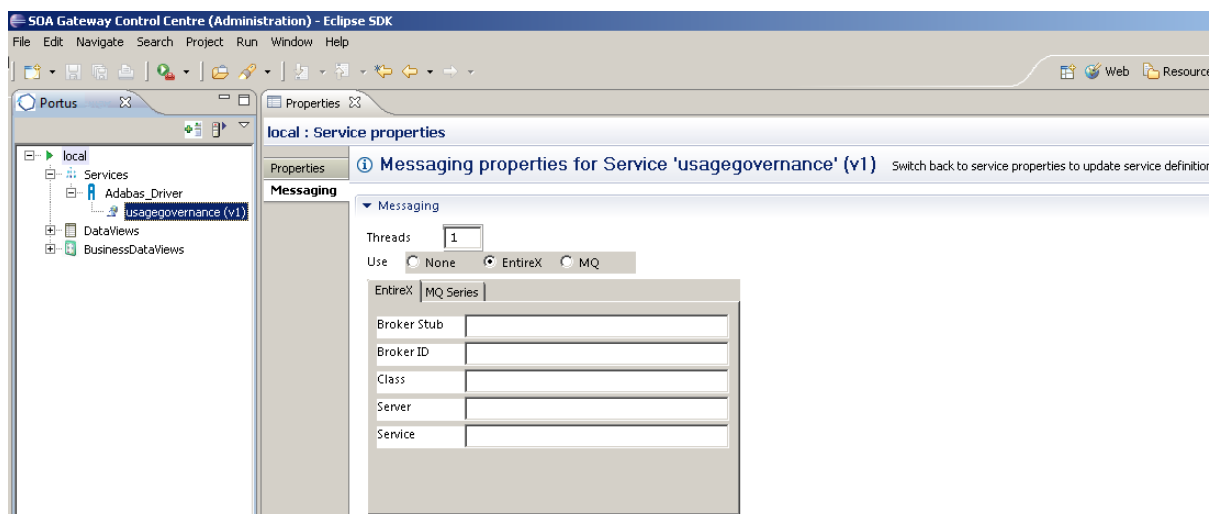 SOA Gateway Control Centre (Administration) - Eclipse SDK
File Edit Navigate Search Project Run Window Help
Web Resource
Portus
Properties
local : Service properties
local
Services
Adabas_Driver
usagegovernance (v1)
DataViews
BusinessDataViews
Properties
Messaging
Messaging properties for Service 'usagegovernance' (v1) Switch back to service properties to update service definition
Messaging
Threads 1
Use None EntireX MQ
EntireX MQ Series
Broker Stub
Broker ID
Class
Server
Service